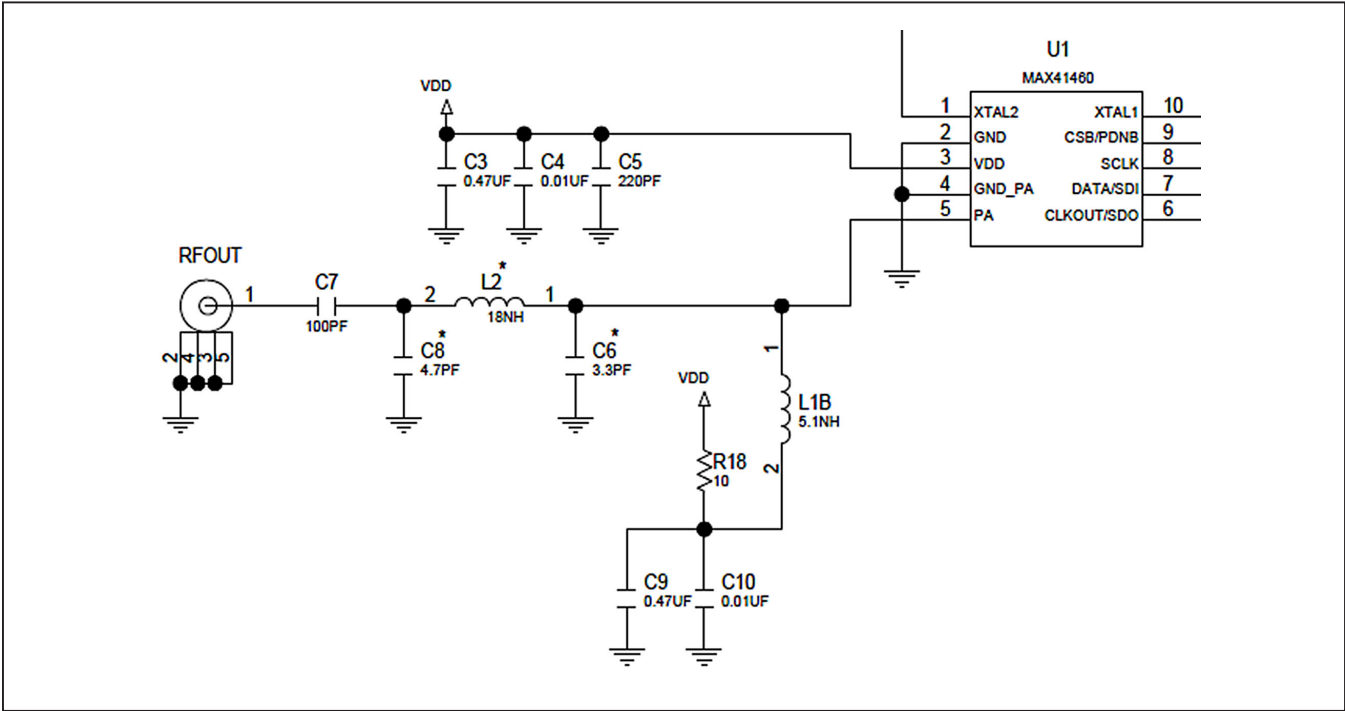 U1
MAX41460
VDD
1 XTAL2 XTAL1 10
2 GND CSB/PDNB 9
3 VDD SCLK 8
4 GND_PA DATA/SDI 7
5 PA CLKOUT/SDO 6
C3 C4 C5
0.47UF 0.01UF 220PF
RFOUT
1
C7
100PF
2 L2* 1
18NH
2 4 3 5
C8*
4.7PF
C6*
3.3PF
VDD
1
L1B
5.1NH
2
R18
10
C9 C10
0.47UF 0.01UF